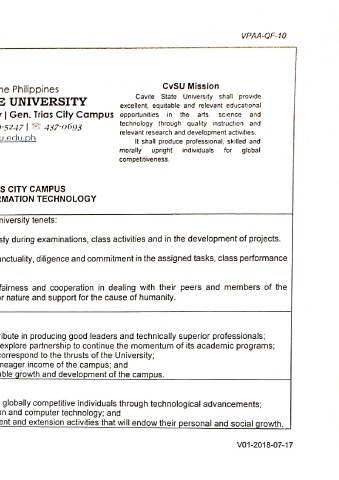 VPAA-QF-10
he Philippines
E UNIVERSITY
| Gen. Trias City Campus
-5247 | ☏ 437-0693
u.edu.ph
CvSU Mission
Cavite State University shall provide
excellent, equitable and relevant educational
opportunities in the arts, science and
technology through quality instruction and
relevant research and development activities.
It shall produce professional, skilled and
morally upright individuals for global
competitiveness.
S CITY CAMPUS
RMATION TECHNOLOGY
niversity tenets:
sty during examinations, class activities and in the development of projects.
unctuality, diligence and commitment in the assigned tasks, class performance
fairness and cooperation in dealing with their peers and members of the
or nature and support for the cause of humanity.
ribute in producing good leaders and technically superior professionals;
explore partnership to continue the momentum of its academic programs;
correspond to the thrusts of the University;
meager income of the campus; and
able growth and development of the campus.
globally competitive individuals through technological advancements;
on and computer technology; and
ent and extension activities that will endow their personal and social growth.
V01-2018-07-17